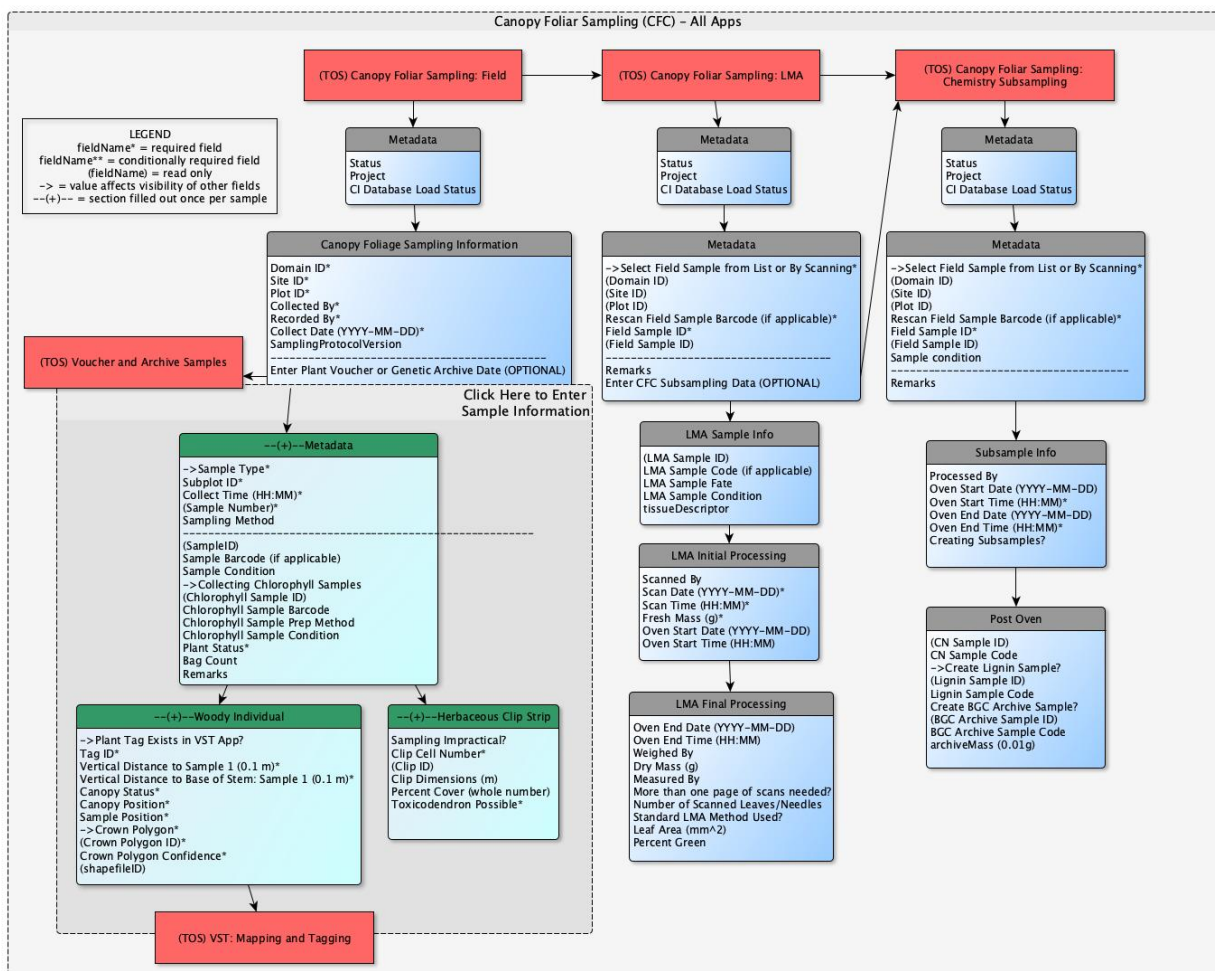 Canopy Foliar Sampling (CFC) – All Apps
(TOS) Canopy Foliar Sampling: Field
(TOS) Canopy Foliar Sampling: LMA
(TOS) Canopy Foliar Sampling:
Chemistry Subsampling
LEGEND
fieldName* = required field
fieldName** = conditionally required field
(fieldName) = read only
-> = value affects visibility of other fields
--(+)-- = section filled out once per sample
Metadata
Status
Project
CI Database Load Status
Metadata
Status
Project
CI Database Load Status
Metadata
Status
Project
CI Database Load Status
Canopy Foliage Sampling Information
Domain ID*
Site ID*
Plot ID*
Collected By*
Recorded By*
Collect Date (YYYY-MM-DD)*
SamplingProtocolVersion
Enter Plant Voucher or Genetic Archive Date (OPTIONAL)
Metadata
->Select Field Sample from List or By Scanning*
(Domain ID)
(Site ID)
(Plot ID)
Rescan Field Sample Barcode (if applicable)*
Field Sample ID*
(Field Sample ID)
Remarks
Enter CFC Subsampling Data (OPTIONAL)
Metadata
->Select Field Sample from List or By Scanning*
(Domain ID)
(Site ID)
(Plot ID)
Rescan Field Sample Barcode (if applicable)*
Field Sample ID*
(Field Sample ID)
Sample condition
Remarks
(TOS) Voucher and Archive Samples
Click Here to Enter
Sample Information
--(+)--Metadata
->Sample Type*
Subplot ID*
Collect Time (HH:MM)*
(Sample Number)*
Sampling Method
(SampleID)
Sample Barcode (if applicable)
Sample Condition
->Collecting Chlorophyll Samples
(Chlorophyll Sample ID)
Chlorophyll Sample Barcode
Chlorophyll Sample Prep Method
Chlorophyll Sample Condition
Plant Status*
Bag Count
Remarks
--(+)--Woody Individual
->Plant Tag Exists in VST App?
Tag ID*
Vertical Distance to Sample 1 (0.1 m)*
Vertical Distance to Base of Stem: Sample 1 (0.1 m)*
Canopy Status*
Canopy Position*
Sample Position*
->Crown Polygon*
(Crown Polygon ID)*
Crown Polygon Confidence*
(shapefileID)
--(+)--Herbaceous Clip Strip
Sampling Impractical?
Clip Cell Number*
(Clip ID)
Clip Dimensions (m)
Percent Cover (whole number)
Toxicodendron Possible*
(TOS) VST: Mapping and Tagging
LMA Sample Info
(LMA Sample ID)
LMA Sample Code (if applicable)
LMA Sample Fate
LMA Sample Condition
tissueDescriptor
LMA Initial Processing
Scanned By
Scan Date (YYYY-MM-DD)*
Scan Time (HH:MM)*
Fresh Mass (g)*
Oven Start Date (YYYY-MM-DD)
Oven Start Time (HH:MM)
LMA Final Processing
Oven End Date (YYYY-MM-DD)
Oven End Time (HH:MM)
Weighed By
Dry Mass (g)
Measured By
More than one page of scans needed?
Number of Scanned Leaves/Needles
Standard LMA Method Used?
Leaf Area (mm^2)
Percent Green
Subsample Info
Processed By
Oven Start Date (YYYY-MM-DD)
Oven Start Time (HH:MM)*
Oven End Date (YYYY-MM-DD)
Oven End Time (HH:MM)*
Creating Subsamples?
Post Oven
(CN Sample ID)
CN Sample Code
->Create Lignin Sample?
(Lignin Sample ID)
Lignin Sample Code
Create BGC Archive Sample?
(BGC Archive Sample ID)
BGC Archive Sample Code
archiveMass (0.01g)